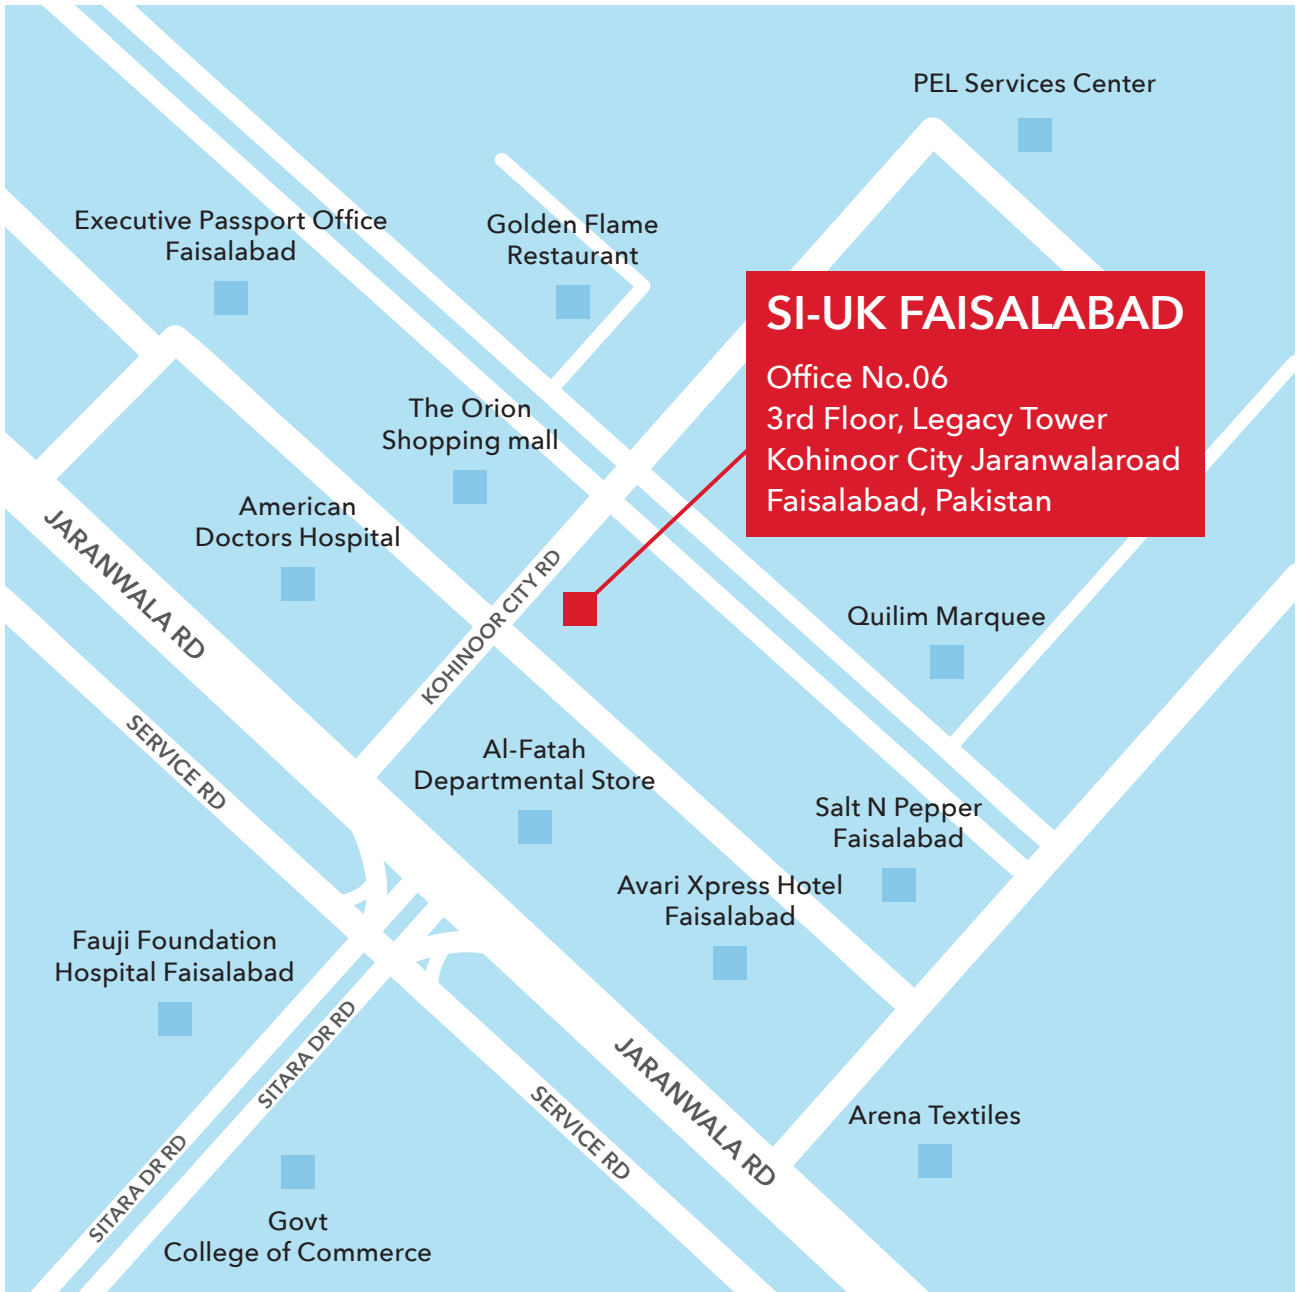 PEL Services Center
Executive Passport Office
Faisalabad
Golden Flame
Restaurant
SI-UK FAISALABAD
Office No.06
3rd Floor, Legacy Tower
Kohinoor City Jaranwalaroad
Faisalabad, Pakistan
The Orion
Shopping mall
American
Doctors Hospital
JARANWALA RD
KOHINOOR CITY RD
Quilim Marquee
SERVICE RD
Al-Fatah
Departmental Store
Salt N Pepper
Faisalabad
Avari Xpress Hotel
Faisalabad
Fauji Foundation
Hospital Faisalabad
SITARA DR RD
JARANWALA RD
SERVICE RD
Arena Textiles
SITARA DR RD
Govt
College of Commerce